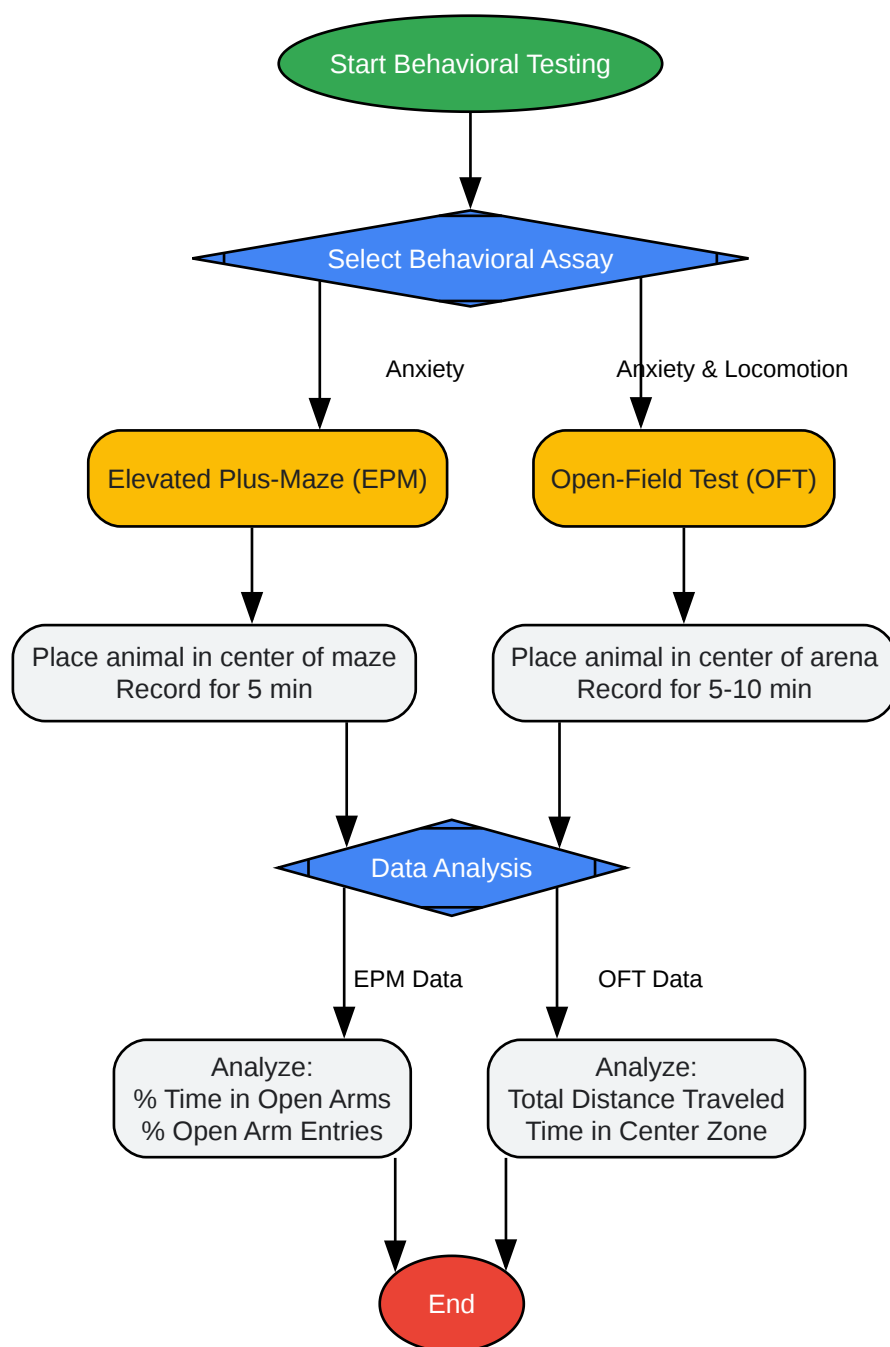 Start Behavioral Testing
Select Behavioral Assay
Anxiety
Anxiety & Locomotion
Elevated Plus-Maze (EPM)
Open-Field Test (OFT)
Place animal in center of maze
Record for 5 min
Place animal in center of arena
Record for 5-10 min
Data Analysis
EPM Data
OFT Data
Analyze:
% Time in Open Arms
% Open Arm Entries
Analyze:
Total Distance Traveled
Time in Center Zone
End